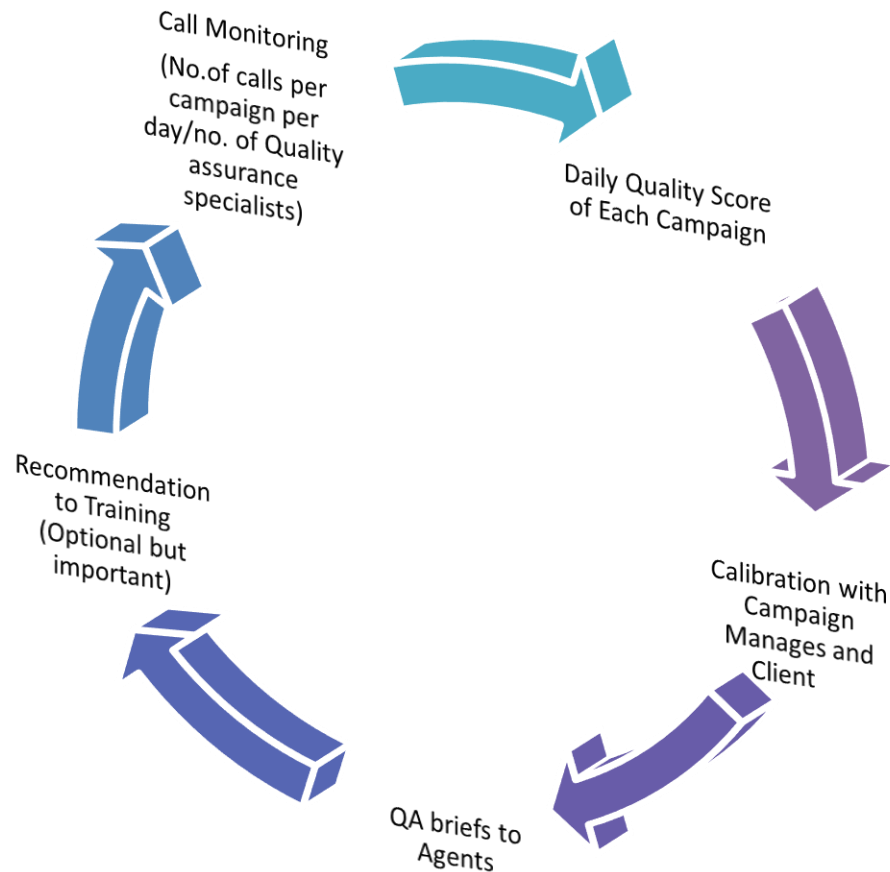 Call Monitoring
(No.of calls per
campaign per
day/no. of Quality
assurance
specialists)
Daily Quality Score
of Each Campaign
Calibration with
Campaign
Manages and
Client
QA briefs to
Agents
Recommendation
to Training
(Optional but
important)